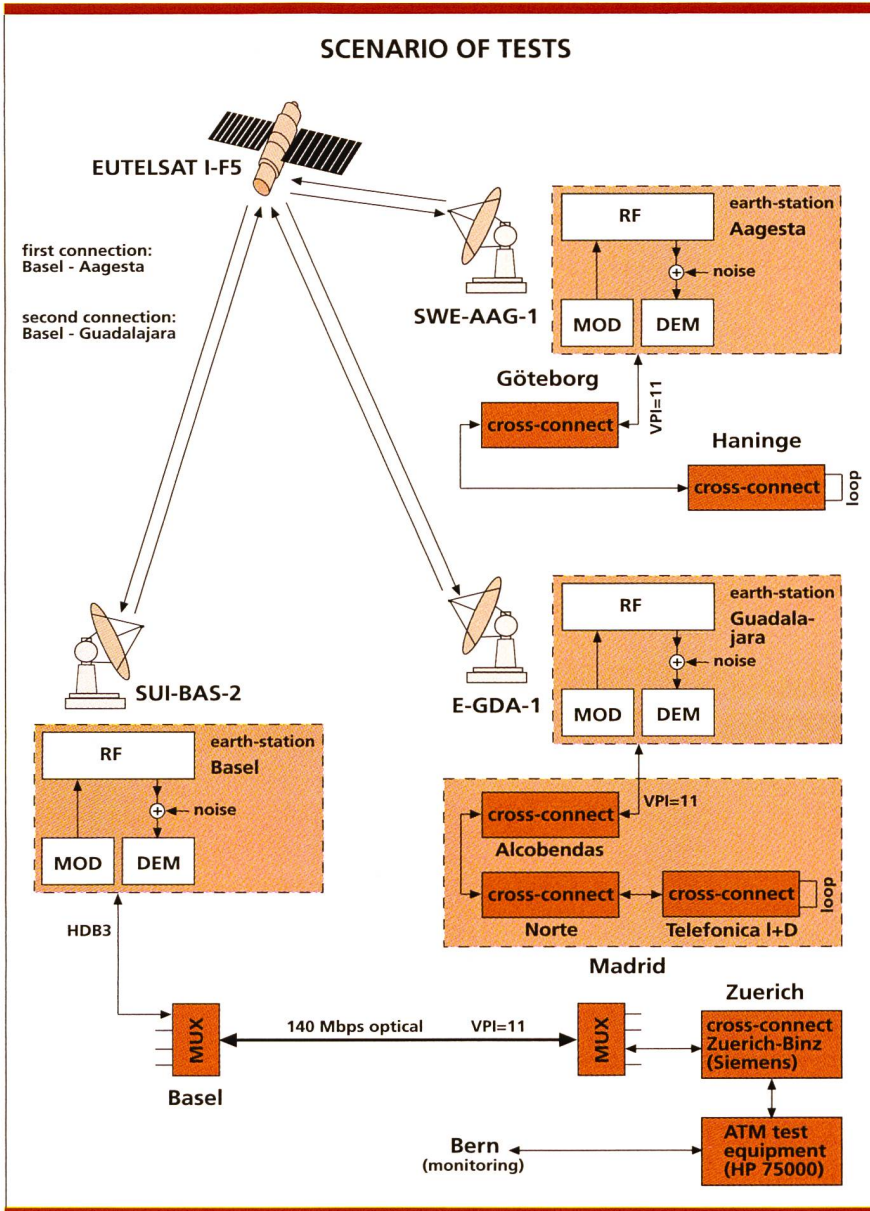 SCENARIO OF TESTS
EUTELSAT I-F5
first connection:
Basel - Aagesta
second connection:
Basel - Guadalajara
SWE-AAG-1
earth-station
Aagesta
RF
noise
MOD
DEM
VPI=11
Göteborg
cross-connect
Haninge
cross-connect
loop
SUI-BAS-2
earth-station
Basel
RF
noise
MOD
DEM
HDB3
E-GDA-1
earth-station
Guadala-
jara
RF
noise
MOD
DEM
VPI=11
cross-connect
Alcobendas
cross-connect
Norte
cross-connect
Telefonica I+D
loop
Madrid
MUX
Basel
140 Mbps optical
VPI=11
MUX
Zuerich
cross-connect
Zuerich-Binz
(Siemens)
ATM test
equipment
(HP 75000)
Bern
(monitoring)